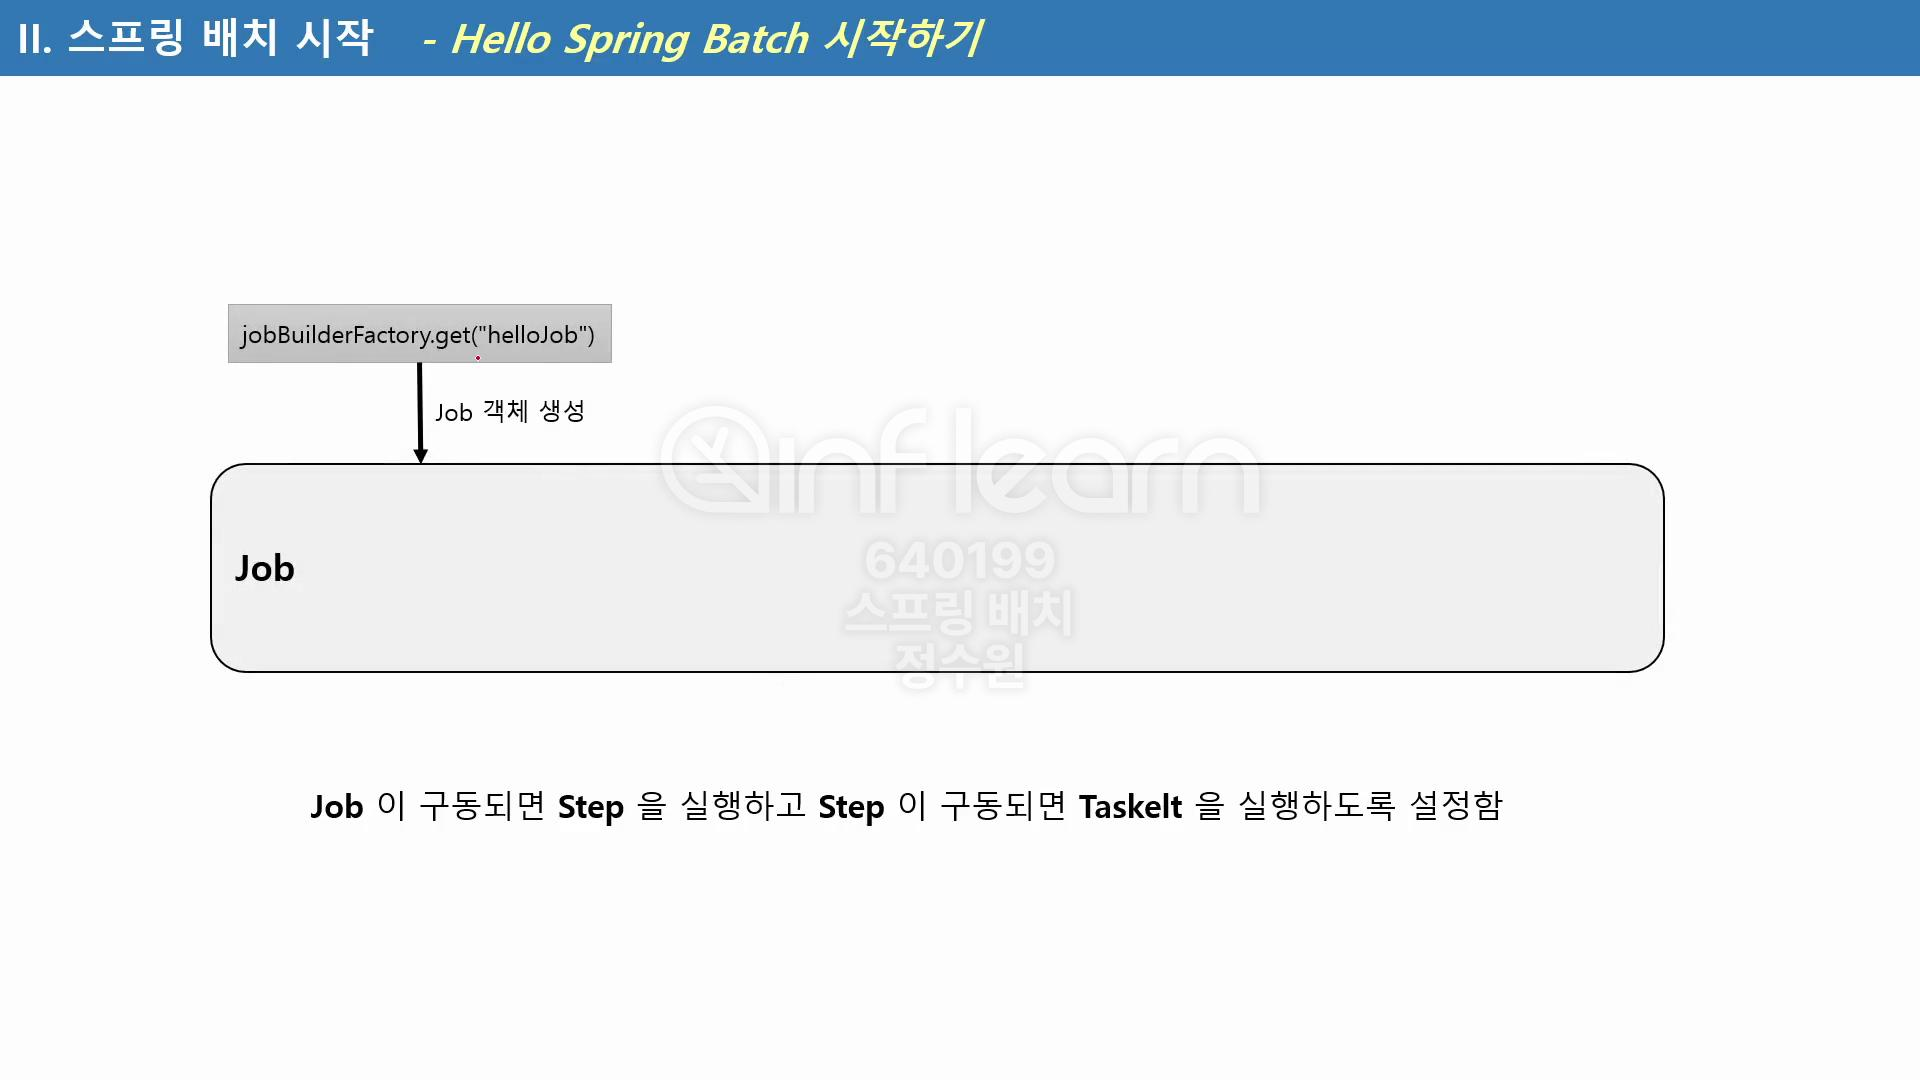 II. 스프링 배치 시작 - Hello Spring Batch 시작하기
jobBuilderFactory.get("helloJob")
Job 객체 생성
inflearn
Job
640199
스프링 배치
정수원
Job 이 구동되면 Step 을 실행하고 Step 이 구동되면 Taskelt 을 실행하도록 설정함